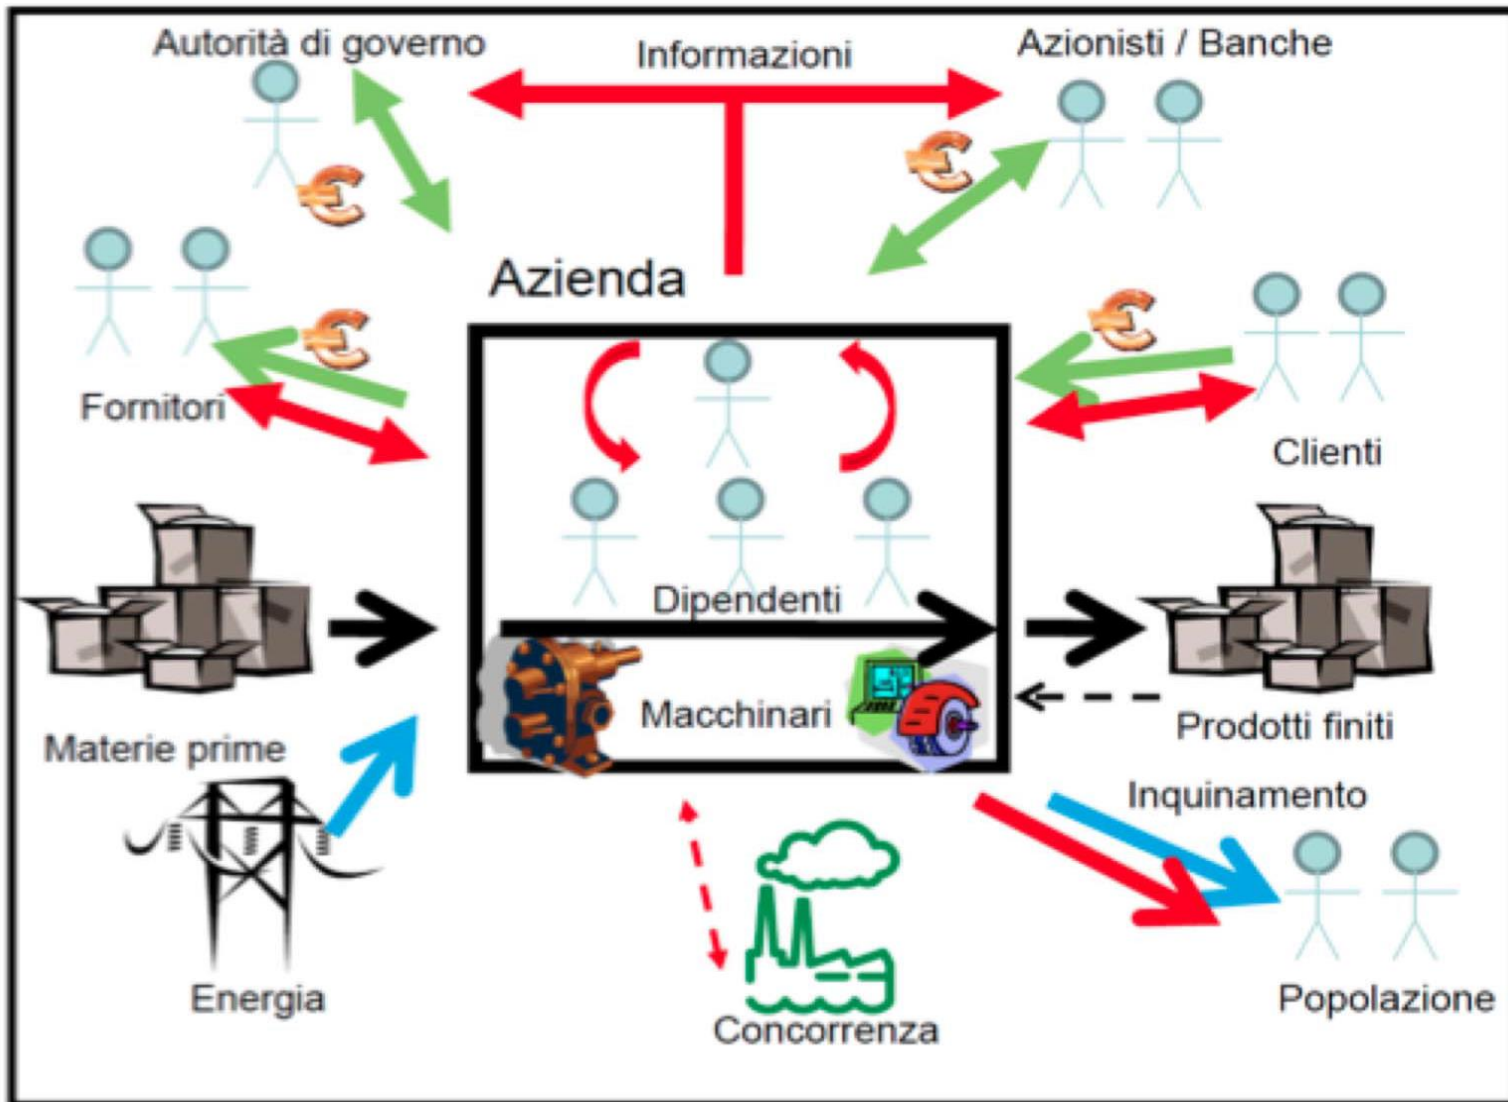 Autorità di governo
Informazioni
Azionisti / Banche
€
€
Azienda
€
€
Fornitori
Clienti
Dipendenti
Macchinari
Materie prime
Prodotti finiti
Inquinamento
Energia
Concorrenza
Popolazione